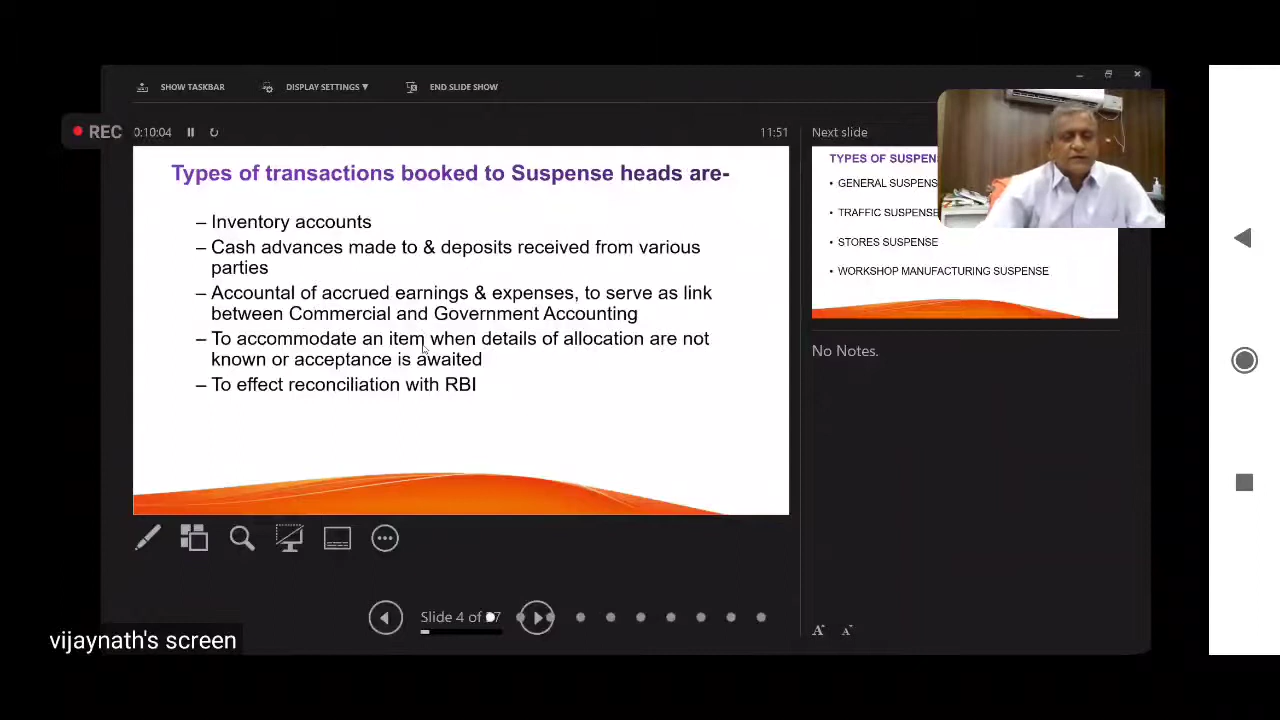 SHOW TASKBAR
DISPLAY SETTINGS ▼
END SLIDE SHOW
REC
0:10:04
11:51
Next slide
Types of transactions booked to Suspense heads are-
– Inventory accounts
– Cash advances made to & deposits received from various
parties
– Accountal of accrued earnings & expenses, to serve as link
between Commercial and Government Accounting
– To accommodate an item when details of allocation are not
known or acceptance is awaited
– To effect reconciliation with RBI
TYPES OF SUSPEN
• GENERAL SUSPENS
• TRAFFIC SUSPENSE
• STORES SUSPENSE
• WORKSHOP MANUFACTURING SUSPENSE
No Notes.
Slide 4 of
A A
vijaynath's screen